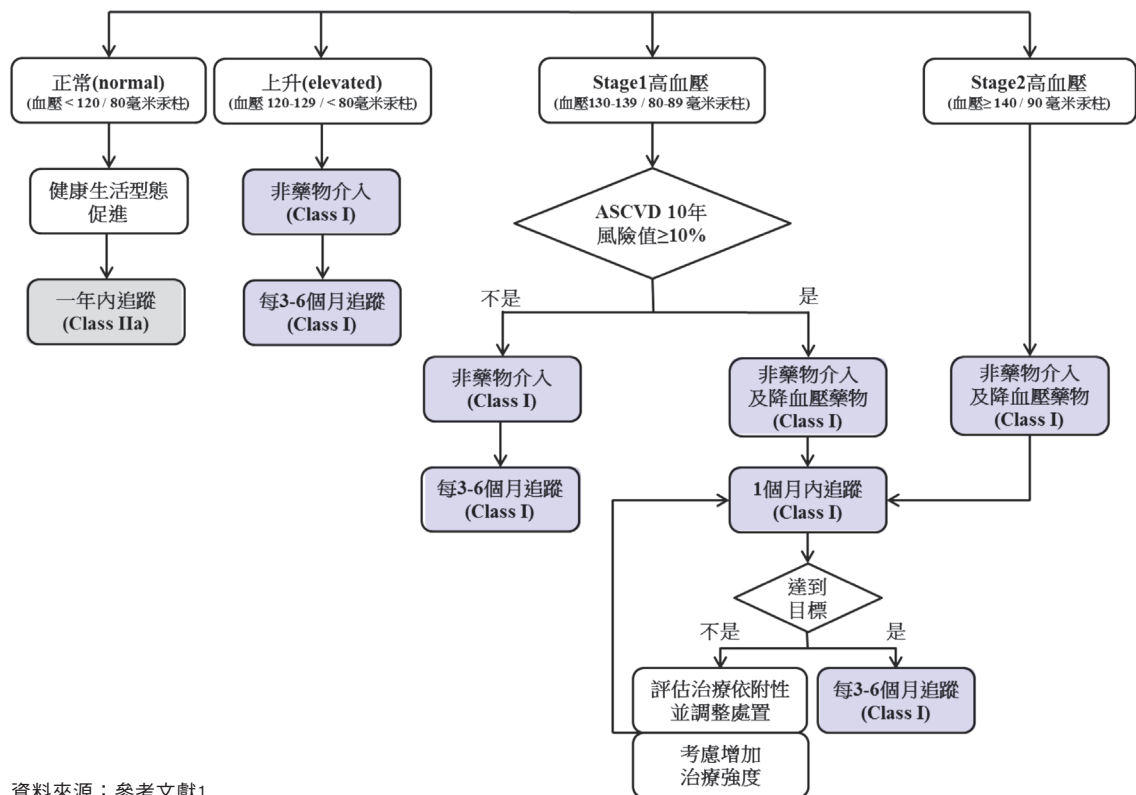 正常(normal)
(血壓 < 120 / 80毫米汞柱)
上升(elevated)
(血壓 120-129 / < 80毫米汞柱)
Stage1高血壓
(血壓130-139 / 80-89 毫米汞柱)
Stage2高血壓
(血壓≥ 140 / 90 毫米汞柱)
健康生活型態
促進
非藥物介入
(Class I)
ASCVD 10年
風險值≥10%
一年內追蹤
(Class IIa)
每3-6個月追蹤
(Class I)
不是
是
非藥物介入
(Class I)
非藥物介入
及降血壓藥物
(Class I)
非藥物介入
及降血壓藥物
(Class I)
每3-6個月追蹤
(Class I)
1個月內追蹤
(Class I)
達到
目標
不是
是
評估治療依附性
並調整處置
每3-6個月追蹤
(Class I)
考慮增加
治療強度
資料來源：參考文獻1